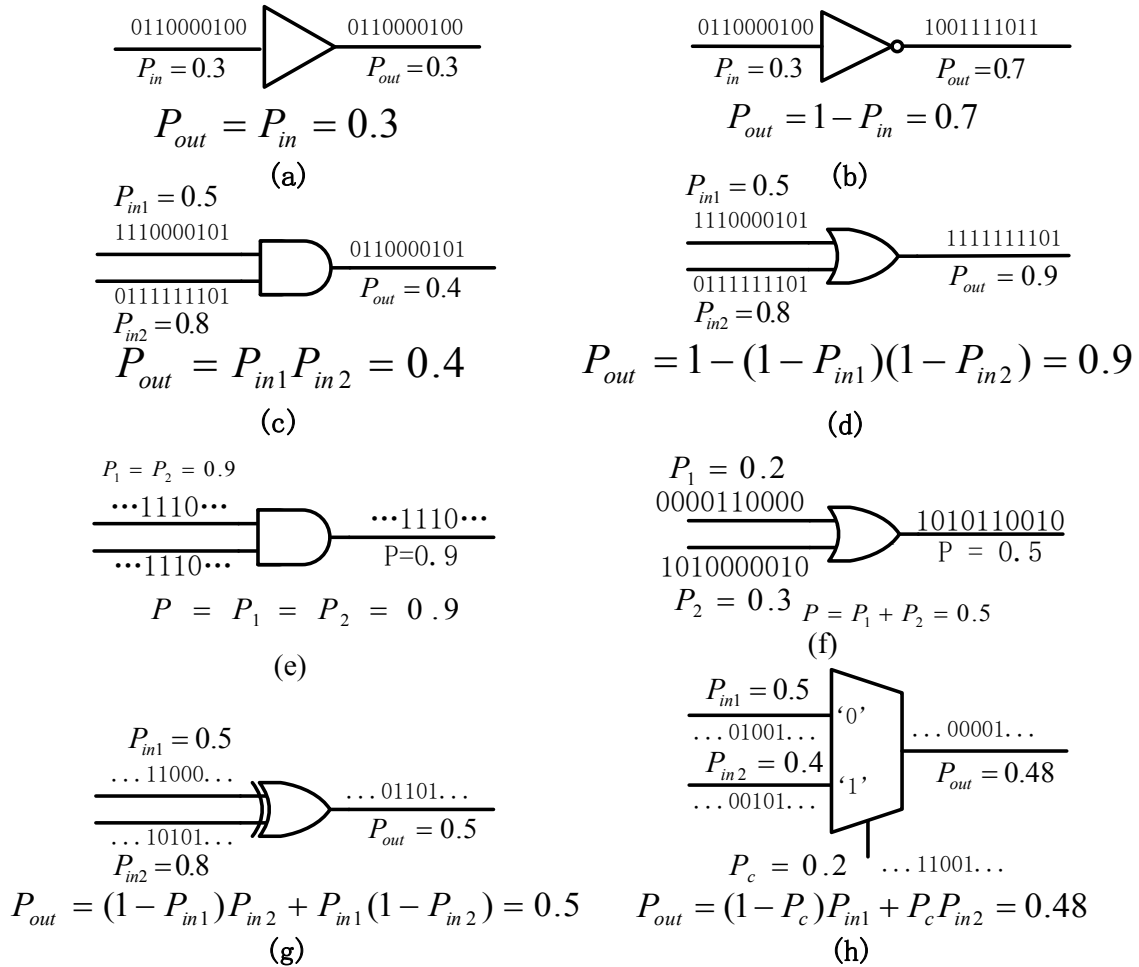 0110000100
0110000100
P_in = 0.3
P_out = 0.3
P_out = P_in = 0.3
(a)
0110000100
1001111011
P_in = 0.3
P_out = 0.7
P_out = 1 − P_in = 0.7
(b)
P_in1 = 0.5
1110000101
0110000101
0111111101
P_out = 0.4
P_in2 = 0.8
P_out = P_in1 P_in2 = 0.4
(c)
P_in1 = 0.5
1110000101
1111111101
0111111101
P_out = 0.9
P_in2 = 0.8
P_out = 1 − (1 − P_in1)(1 − P_in2) = 0.9
(d)
P_1 = P_2 = 0.9
···1110···
···1110···
···1110···
P=0.9
P = P_1 = P_2 = 0.9
(e)
P_1 = 0.2
0000110000
1010110010
P = 0.5
1010000010
P_2 = 0.3
P = P_1 + P_2 = 0.5
(f)
P_in1 = 0.5
...11000...
...01101...
...10101...
P_out = 0.5
P_in2 = 0.8
P_out = (1 − P_in1)P_in2 + P_in1(1 − P_in2) = 0.5
(g)
P_in1 = 0.5
‘0’
...01001...
...00001...
P_in2 = 0.4
P_out = 0.48
‘1’
...00101...
P_c = 0.2
...11001...
P_out = (1 − P_c)P_in1 + P_c P_in2 = 0.48
(h)